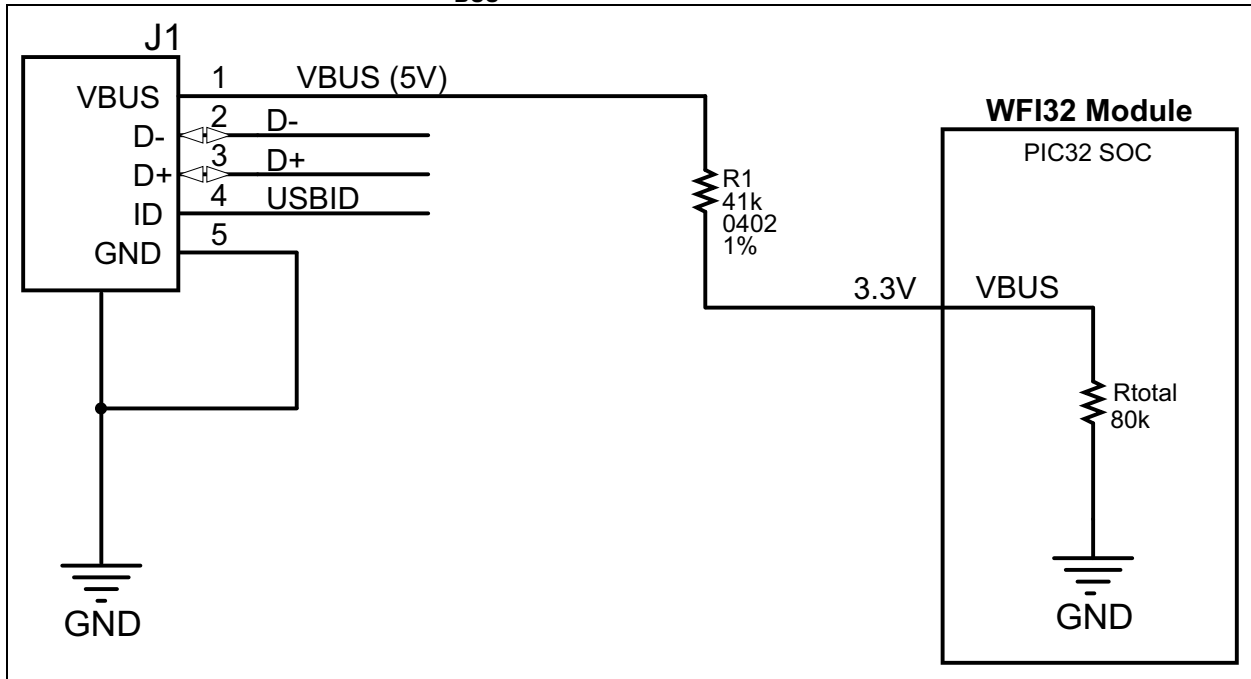 BUS
J1
VBUS
D-
D+
ID
GND
1
2
3
4
5
VBUS (5V)
D-
D+
USBID
GND
R1
41k
0402
1%
3.3V
WFI32 Module
PIC32 SOC
VBUS
Rtotal
80k
GND